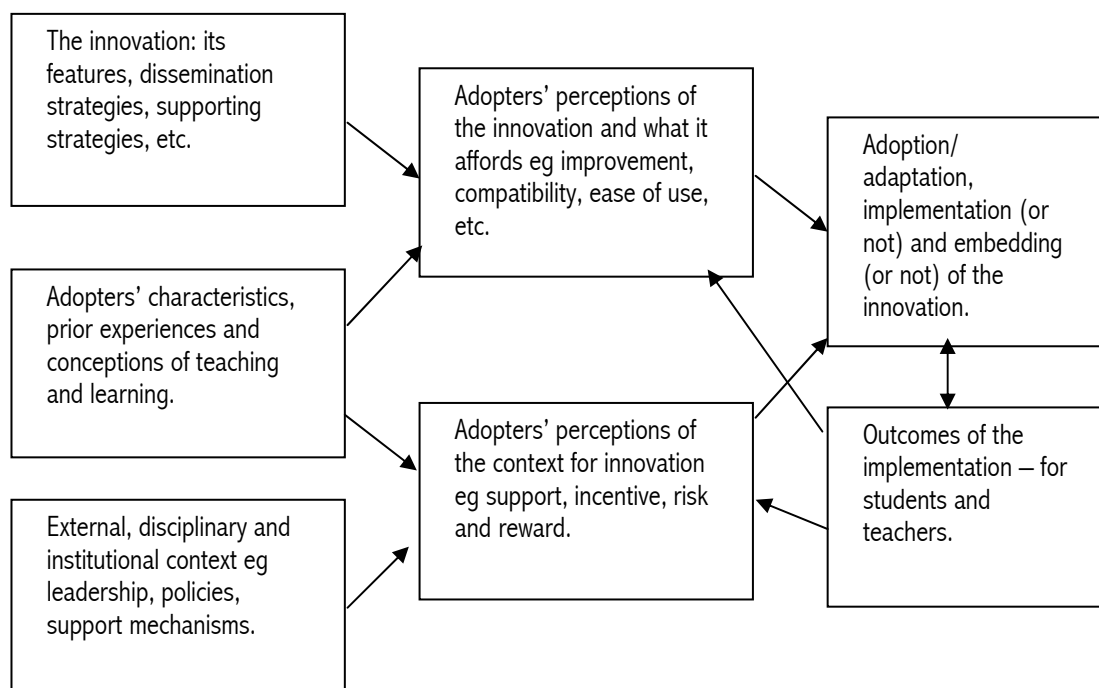 The innovation: its
features, dissemination
strategies, supporting
strategies, etc.
Adopters’ characteristics,
prior experiences and
conceptions of teaching
and learning.
External, disciplinary and
institutional context eg
leadership, policies,
support mechanisms.
Adopters’ perceptions of
the innovation and what it
affords eg improvement,
compatibility, ease of use,
etc.
Adopters’ perceptions of
the context for innovation
eg support, incentive, risk
and reward.
Adoption/
adaptation,
implementation (or
not) and embedding
(or not) of the
innovation.
Outcomes of the
implementation – for
students and
teachers.